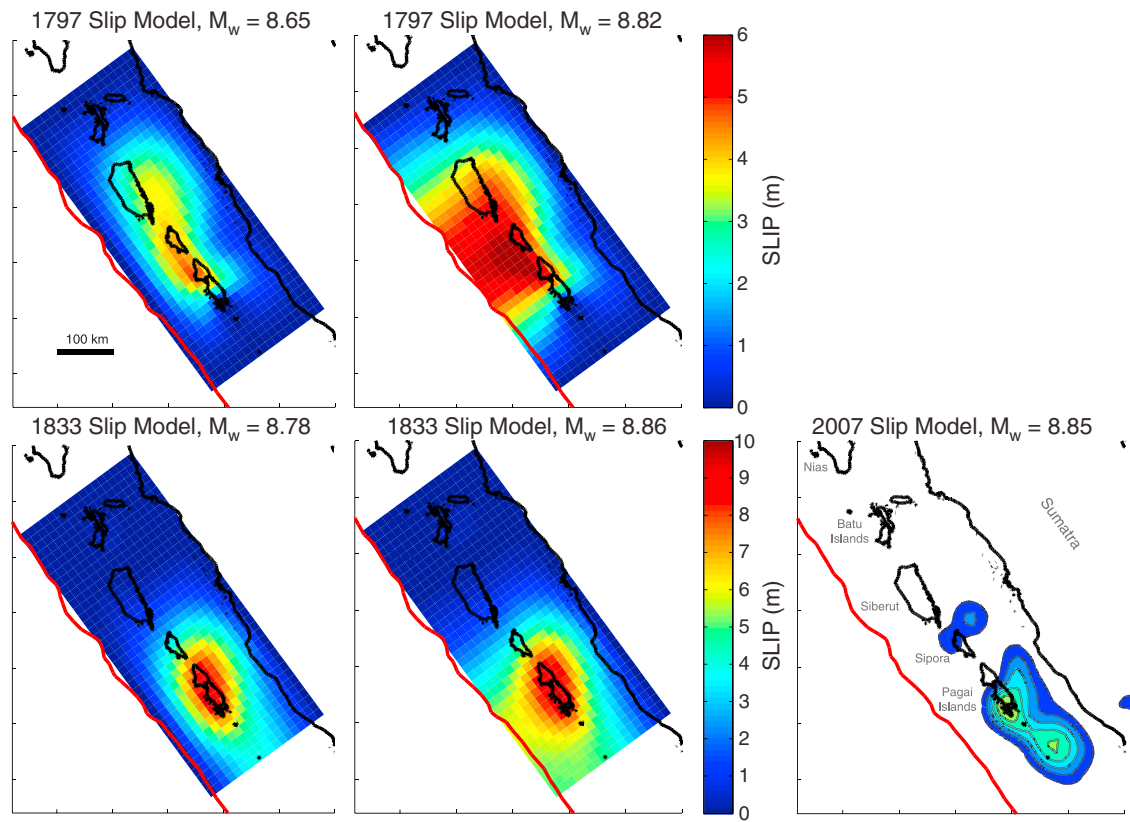 1797 Slip Model, Mw = 8.65
1797 Slip Model, Mw = 8.82
6
5
4
3
2
1
0
SLIP (m)
100 km
1833 Slip Model, Mw = 8.78
1833 Slip Model, Mw = 8.86
10
9
8
7
6
5
4
3
2
1
0
SLIP (m)
2007 Slip Model, Mw = 8.85
Nias
Batu
Islands
Sumatra
Siberut
Sipora
Pagai
Islands